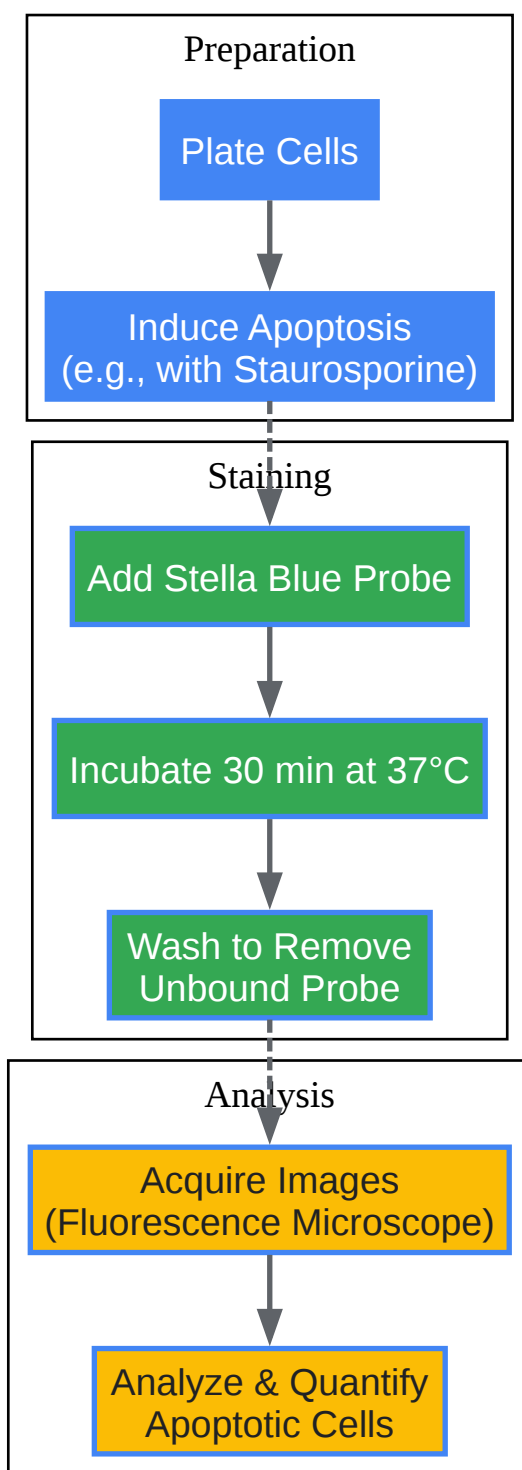 Preparation
Plate Cells
Induce Apoptosis
(e.g., with Staurosporine)
Staining
Add Stella Blue Probe
Incubate 30 min at 37°C
Wash to Remove
Unbound Probe
Analysis
Acquire Images
(Fluorescence Microscope)
Analyze & Quantify
Apoptotic Cells